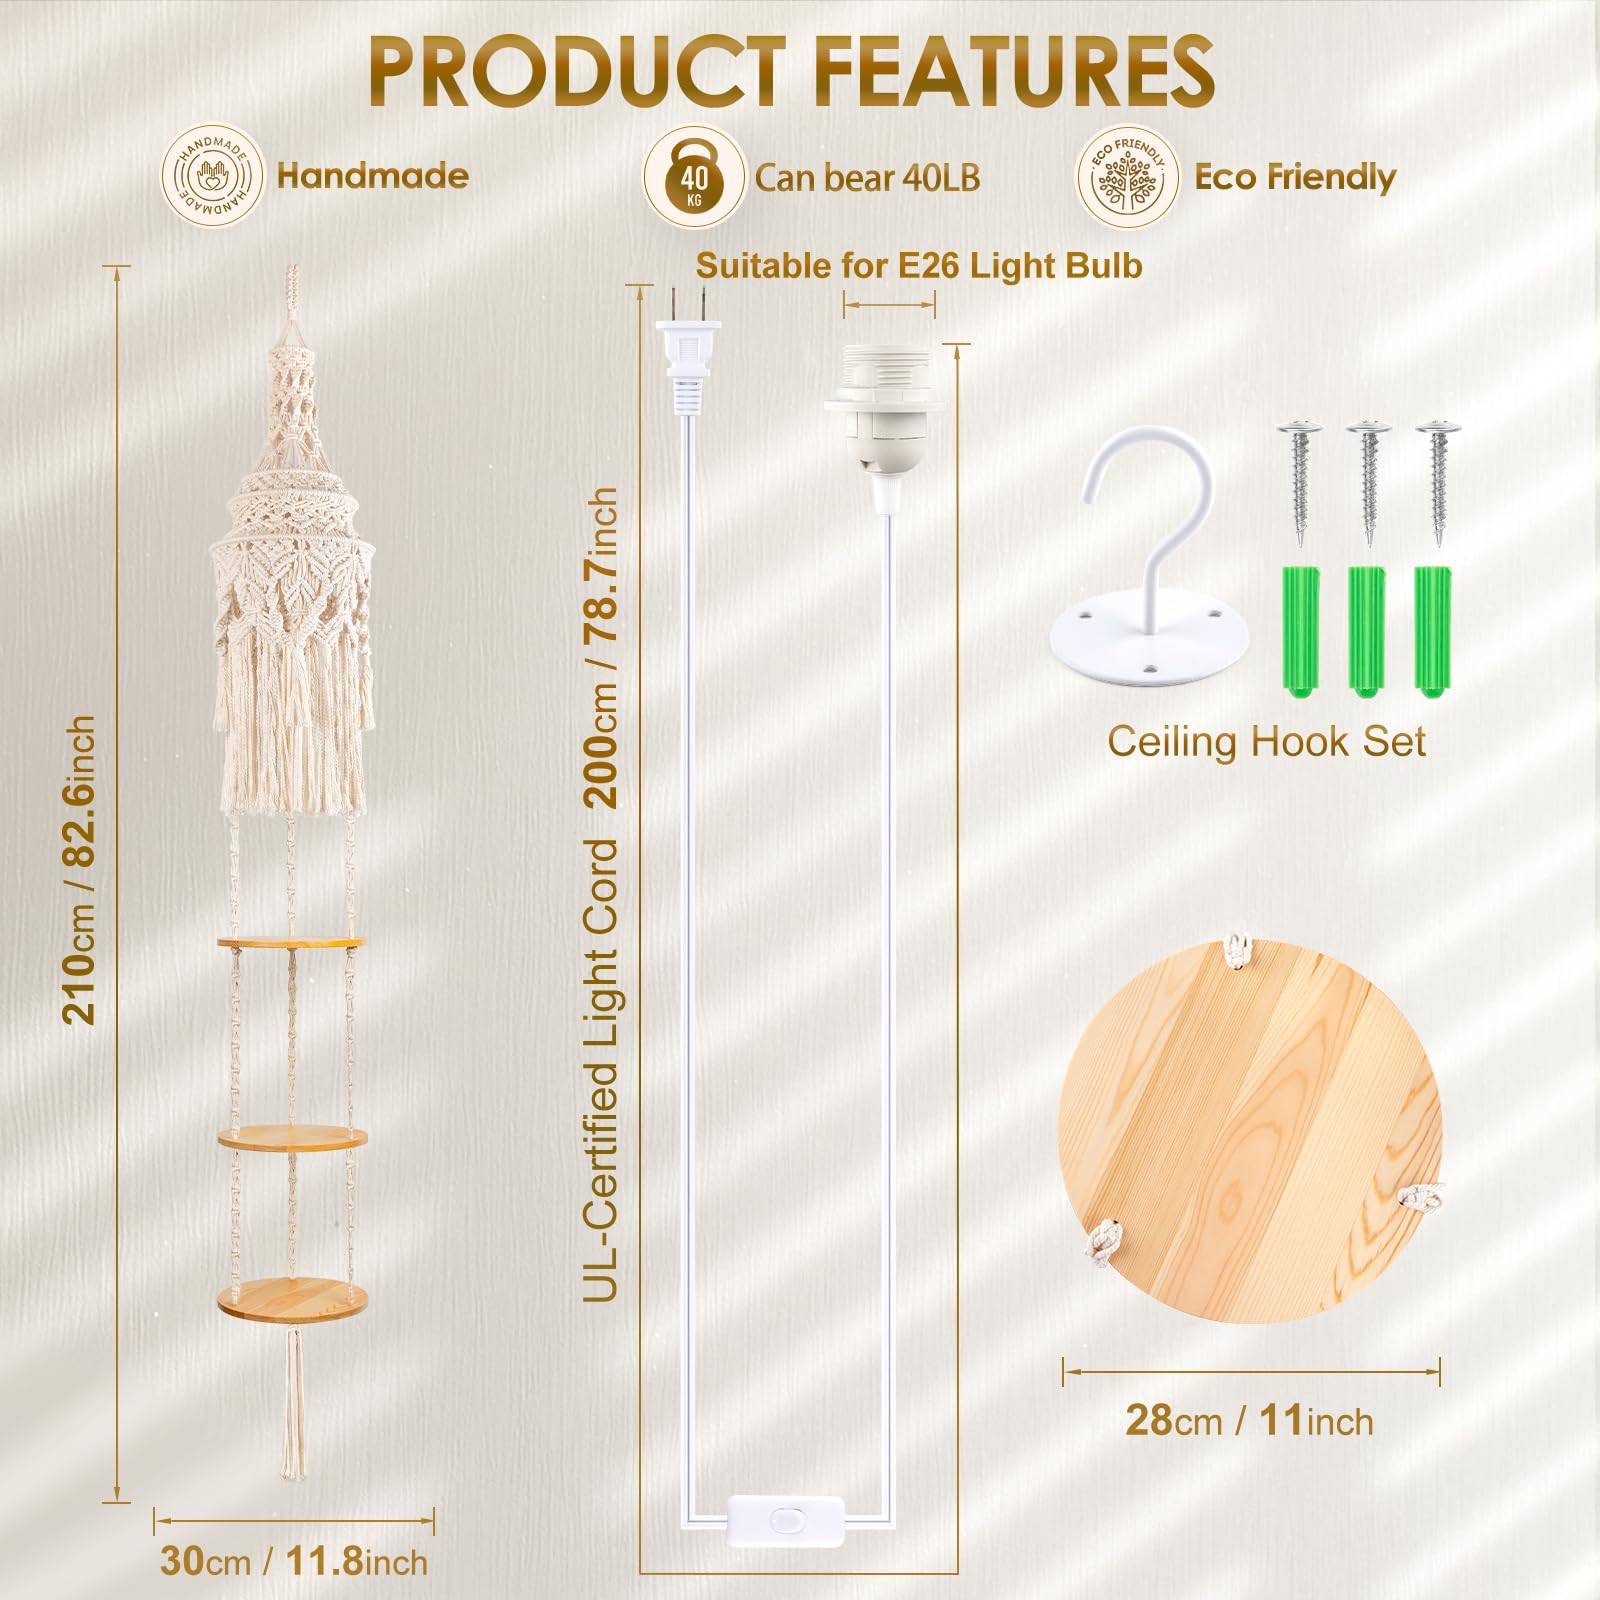 PRODUCT FEATURES
HANDMADE
HANDMADE
Handmade
40
KG
Can bear 40LB
ECO FRIENDLY
Eco Friendly
Suitable for E26 Light Bulb
210cm / 82.6inch
UL-Certified Light Cord 200cm / 78.7inch
Ceiling Hook Set
28cm / 11inch
30cm / 11.8inch